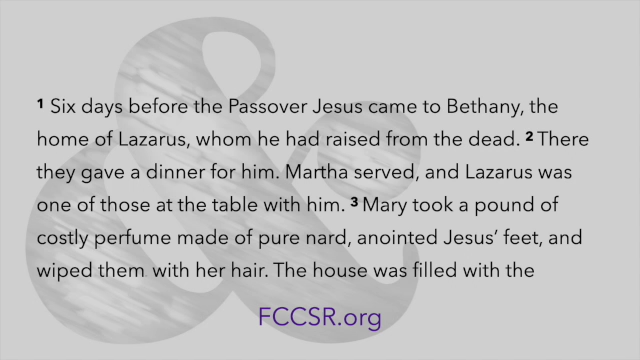 1 Six days before the Passover Jesus came to Bethany, the
home of Lazarus, whom he had raised from the dead. 2 There
they gave a dinner for him. Martha served, and Lazarus was
one of those at the table with him. 3 Mary took a pound of
costly perfume made of pure nard, anointed Jesus’ feet, and
wiped them with her hair. The house was filled with the
FCCSR.org